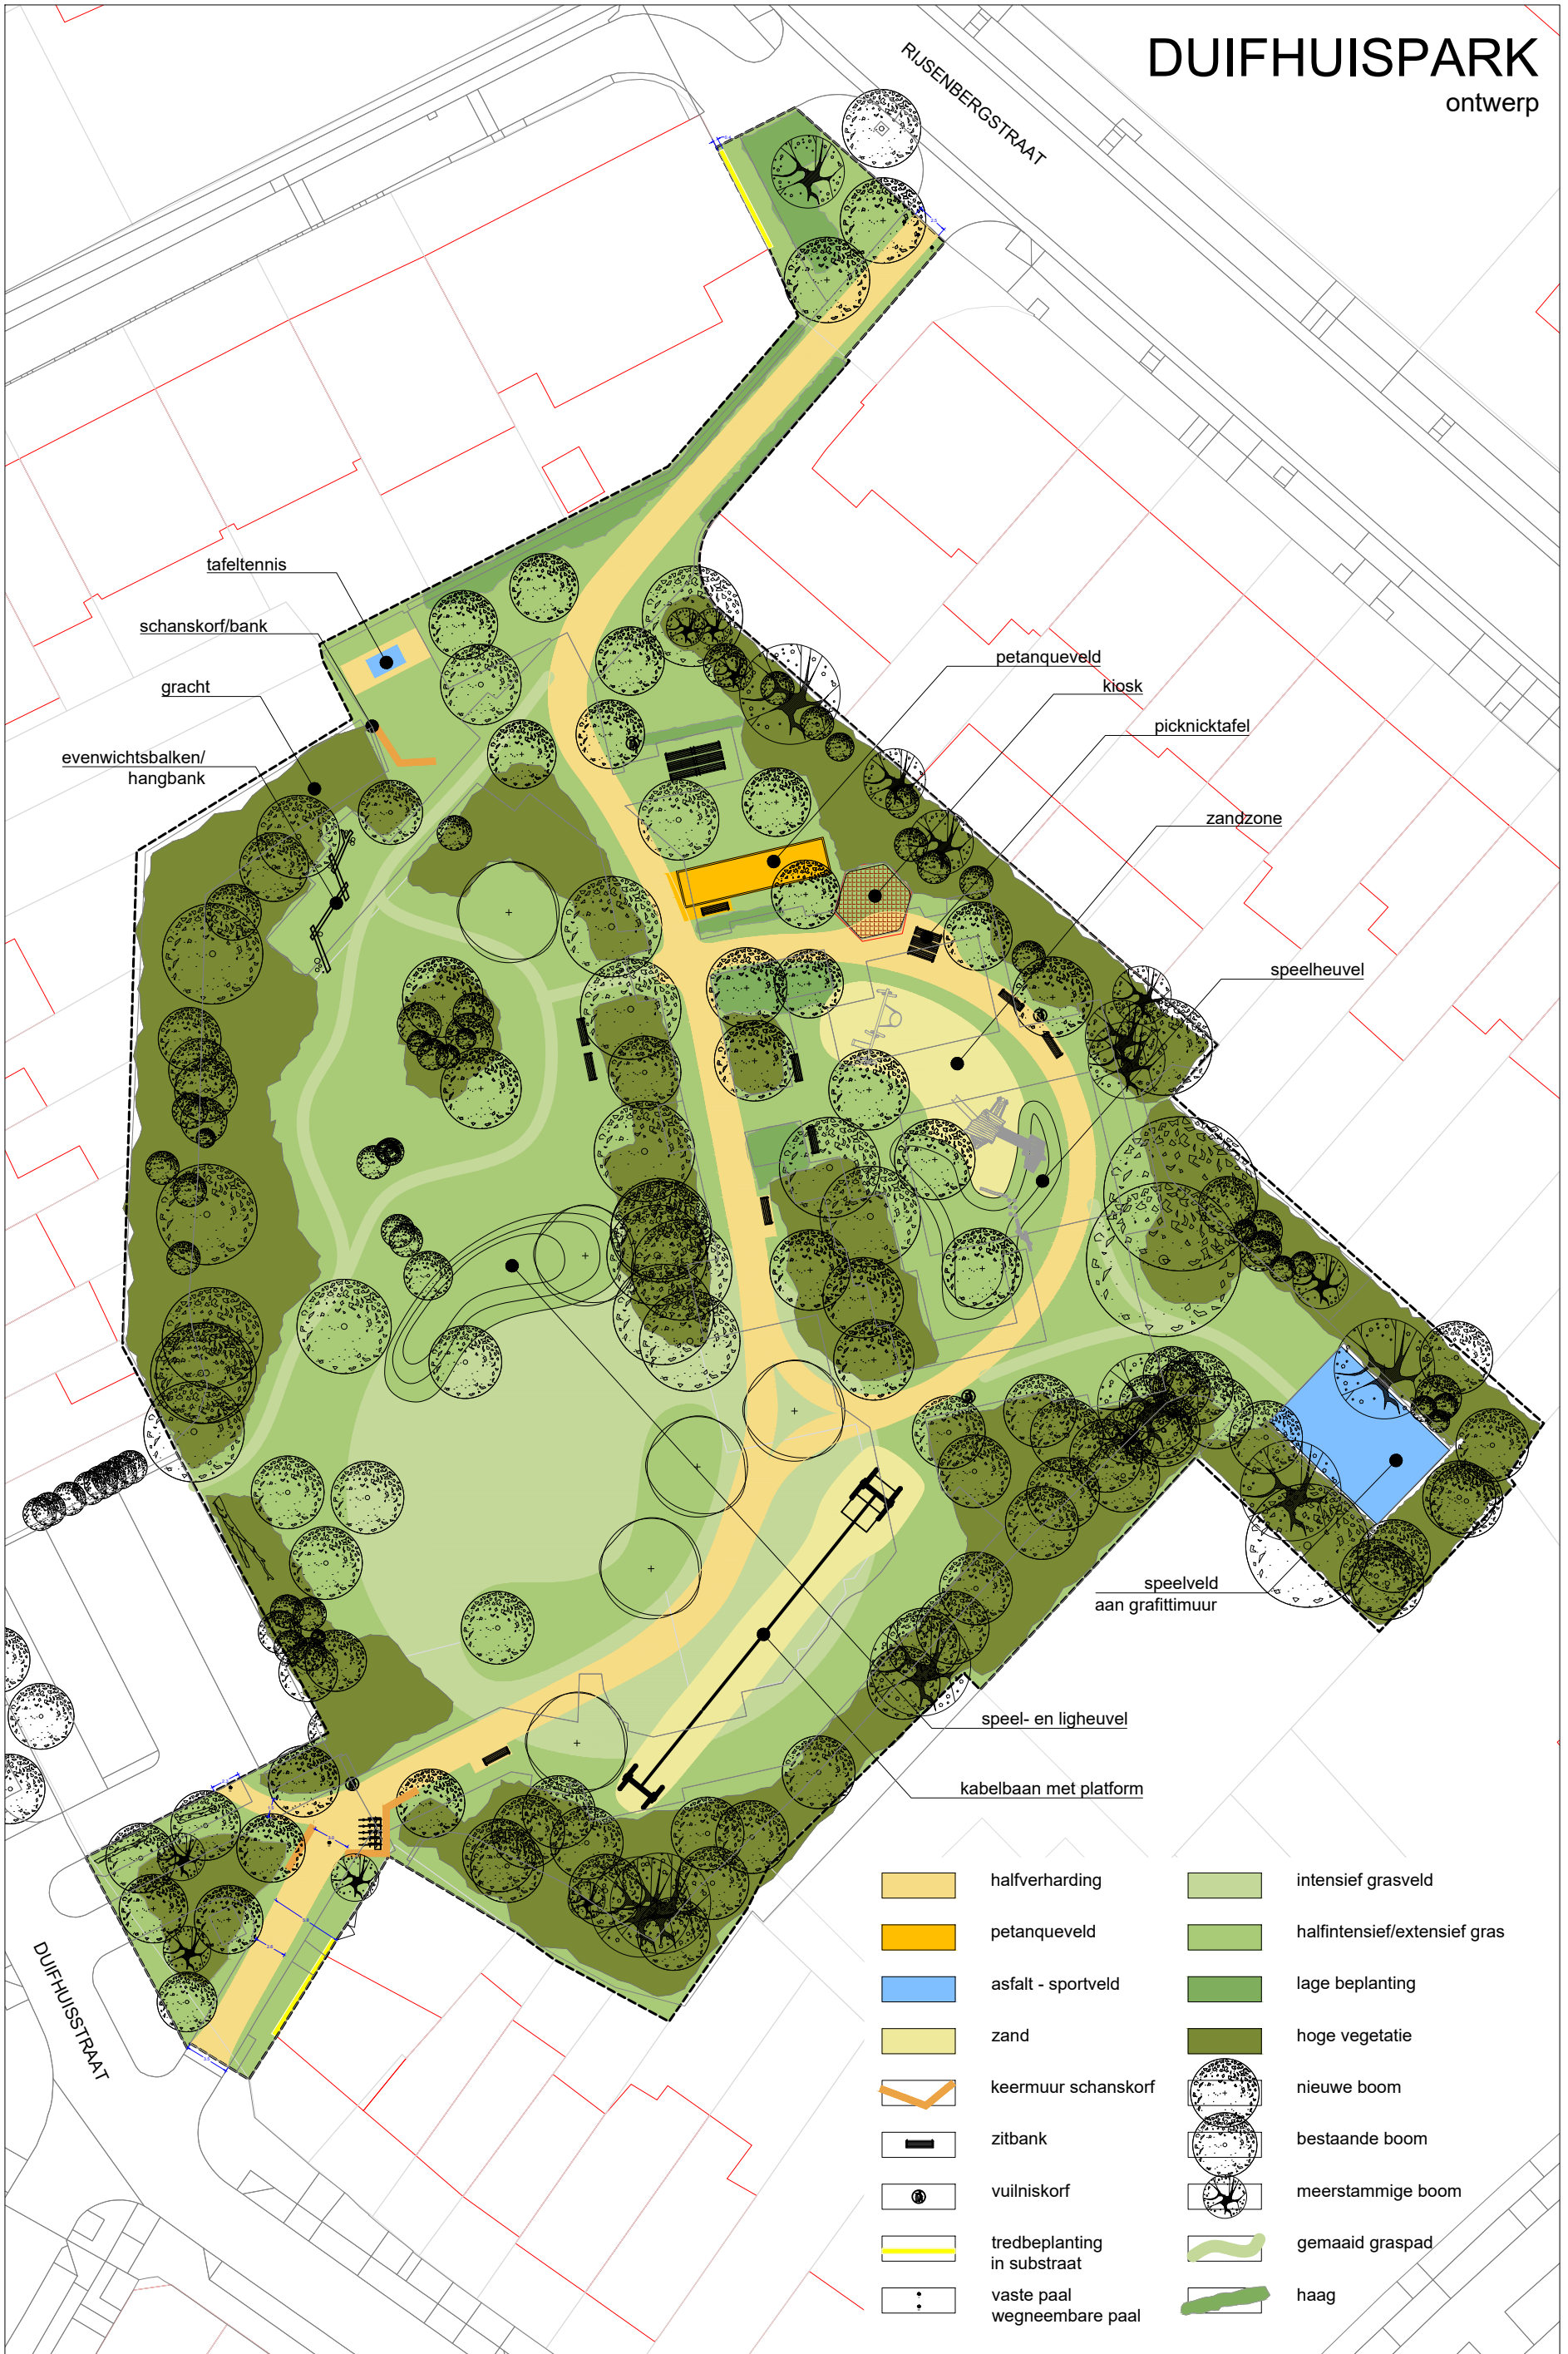 DUIFHUISPARK
ontwerp
RIJSENBERGSTRAAT
tafeltennis
schanskorf/bank
gracht
evenwichtsbalken/
hangbank
petanqueveld
kiosk
picknicktafel
zandzone
speelheuvel
speelveld
aan grafittimuur
speel- en ligheuvel
kabelbaan met platform
DUIFHUISSTRAAT
halfverharding
petanqueveld
asfalt - sportveld
zand
keermuur schanskorf
zitbank
vuilniskorf
tredbeplanting
in substraat
vaste paal
wegneembare paal
intensief grasveld
halfintensief/extensief gras
lage beplanting
hoge vegetatie
nieuwe boom
bestaande boom
meerstammige boom
gemaaid graspad
haag